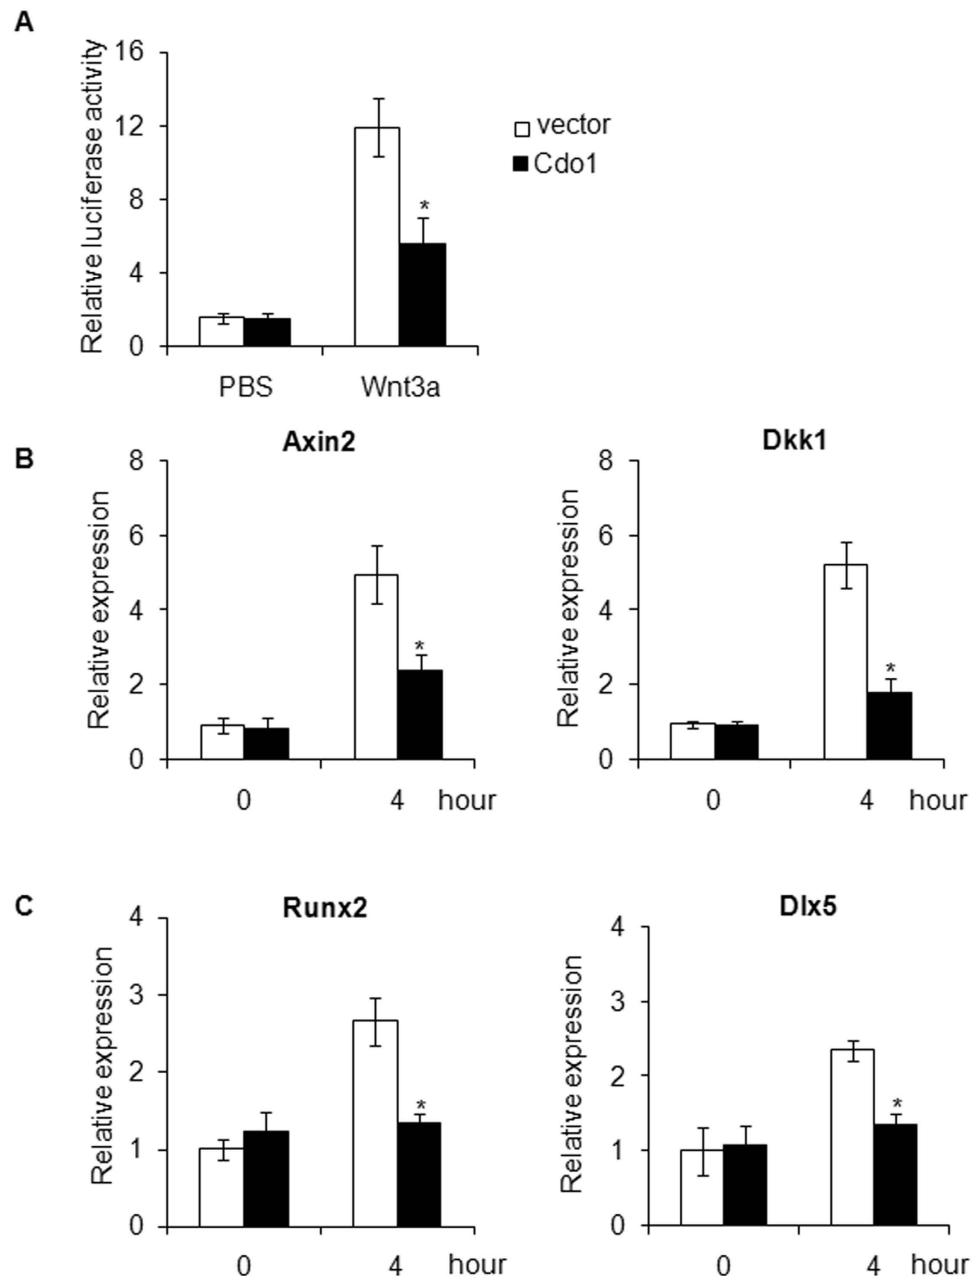 A
Relative luciferase activity
16
12
8
4
0
*
vector
Cdo1
PBS
Wnt3a
B
Axin2
Relative expression
8
6
4
2
0
*
0
4
hour
Dkk1
Relative expression
8
6
4
2
0
*
0
4
hour
C
Runx2
Relative expression
4
3
2
1
0
*
0
4
hour
Dlx5
Relative expression
4
3
2
1
0
*
0
4
hour